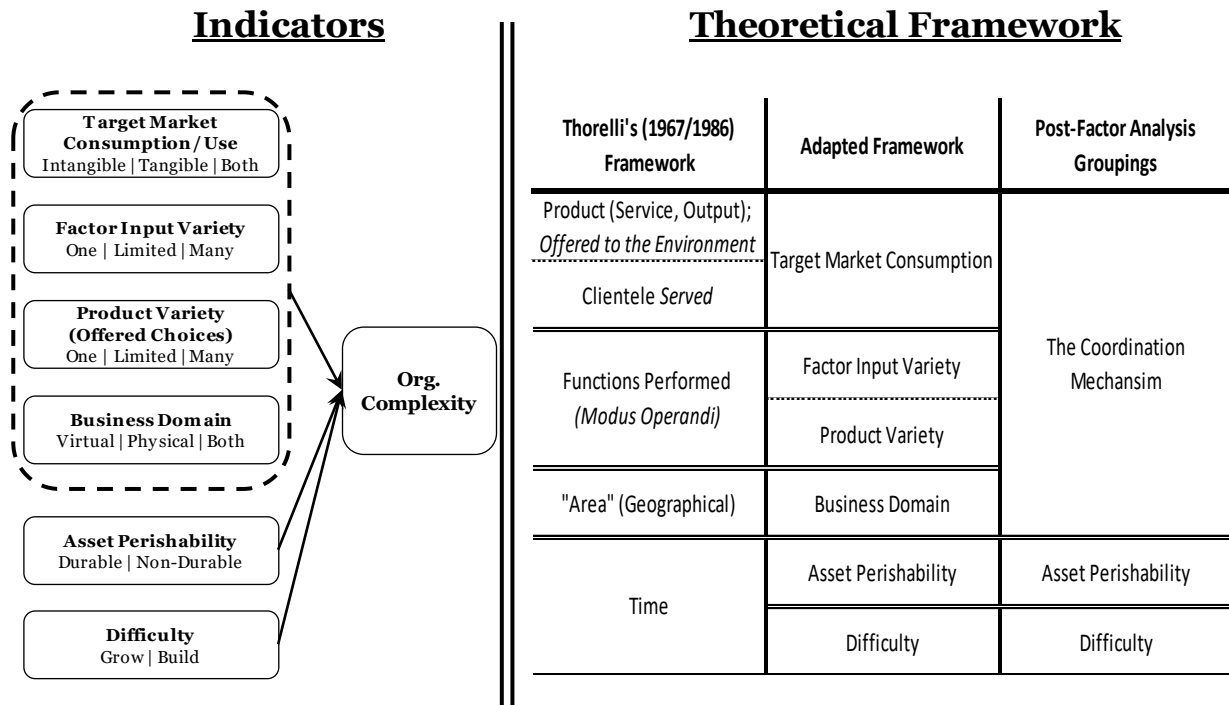 Indicators
Target Market
Consumption/Use
Intangible | Tangible | Both
Factor Input Variety
One | Limited | Many
Product Variety
(Offered Choices)
One | Limited | Many
Business Domain
Virtual | Physical | Both
Asset Perishability
Durable | Non-Durable
Difficulty
Grow | Build
Org.
Complexity
Theoretical Framework
Thorelli's (1967/1986)
Framework
Adapted Framework
Post-Factor Analysis
Groupings
Product (Service, Output);
Offered to the Environment
Clientele Served
Target Market Consumption
Functions Performed
(Modus Operandi)
Factor Input Variety
Product Variety
"Area" (Geographical)
Business Domain
The Coordination
Mechansim
Time
Asset Perishability
Asset Perishability
Difficulty
Difficulty